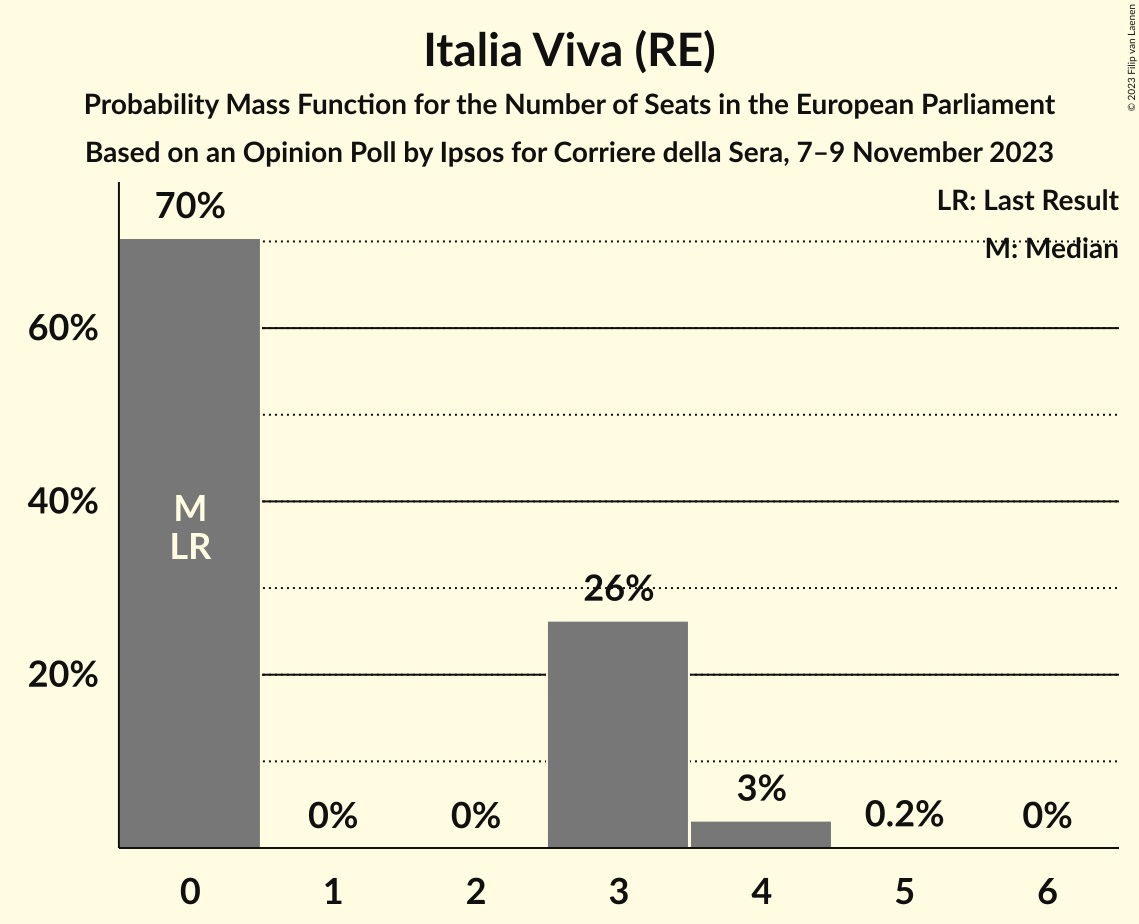 Italia Viva (RE)
Probability Mass Function for the Number of Seats in the European Parliament
Based on an Opinion Poll by Ipsos for Corriere della Sera, 7–9 November 2023
© 2023 Filip van Laenen
LR: Last Result
M: Median
70%
60%
40%
20%
M
LR
0%
0%
26%
3%
0.2%
0%
0 1 2 3 4 5 6